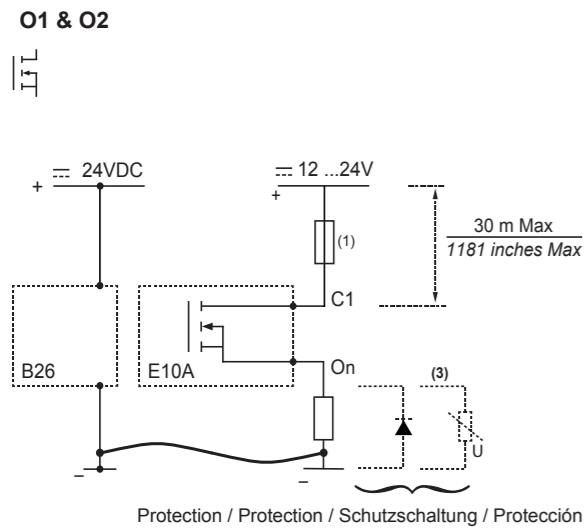 O1 & O2
24VDC
12 ...24V
+
+
(1)
30 m Max
1181 inches Max
C1
B26
E10A
On
(3)
U
–
–
Protection / Protection / Schutzschaltung / Protección